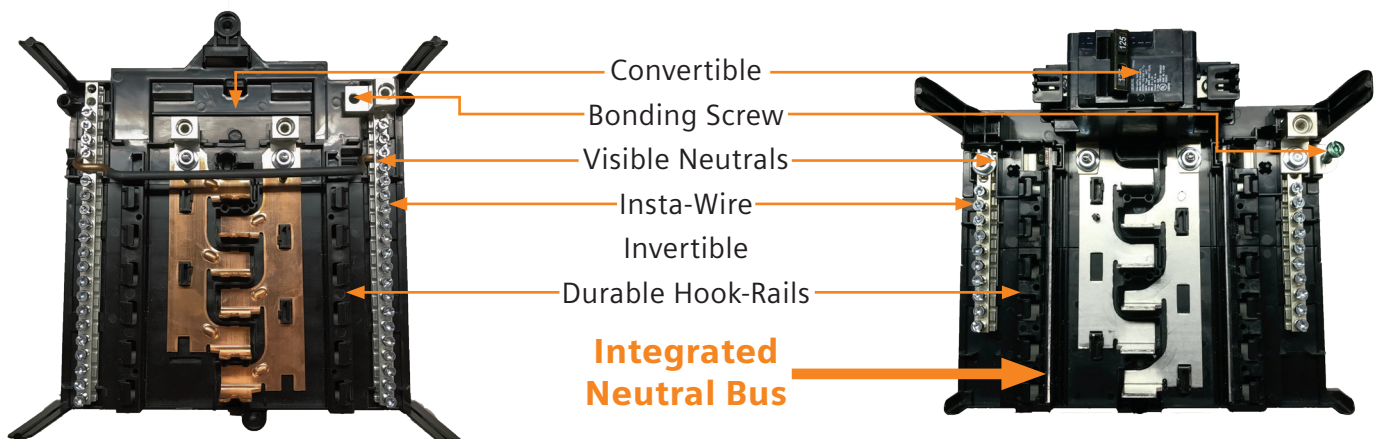 Convertible
Bonding Screw
Visible Neutrals
Insta-Wire
Invertible
Durable Hook-Rails
Integrated
Neutral Bus
125